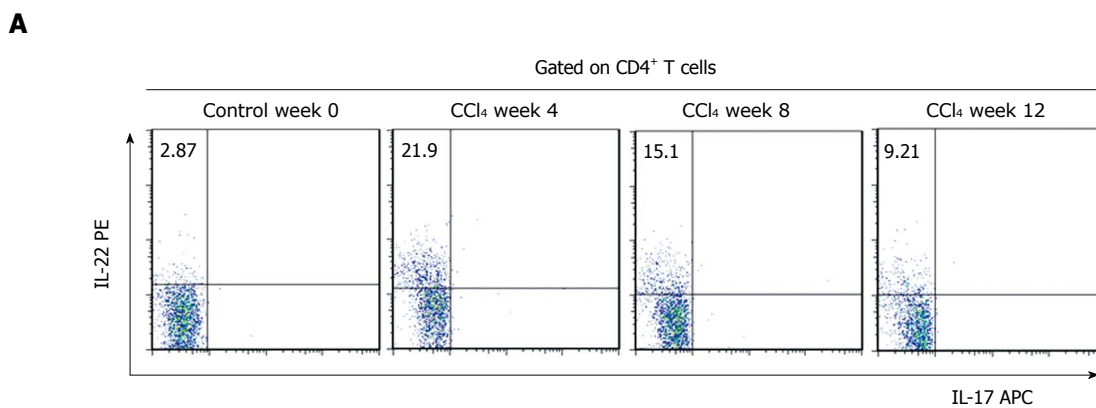 A
Gated on CD4⁺ T cells
Control week 0
CCl₄ week 4
CCl₄ week 8
CCl₄ week 12
2.87
21.9
15.1
9.21
IL-22 PE
IL-17 APC